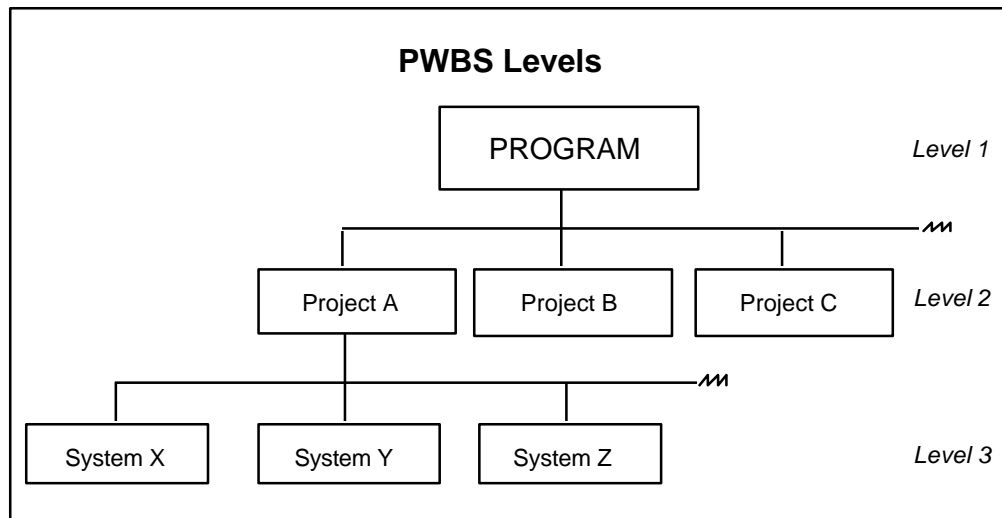 PWBS Levels
PROGRAM
Level 1
Project A
Project B
Project C
Level 2
System X
System Y
System Z
Level 3